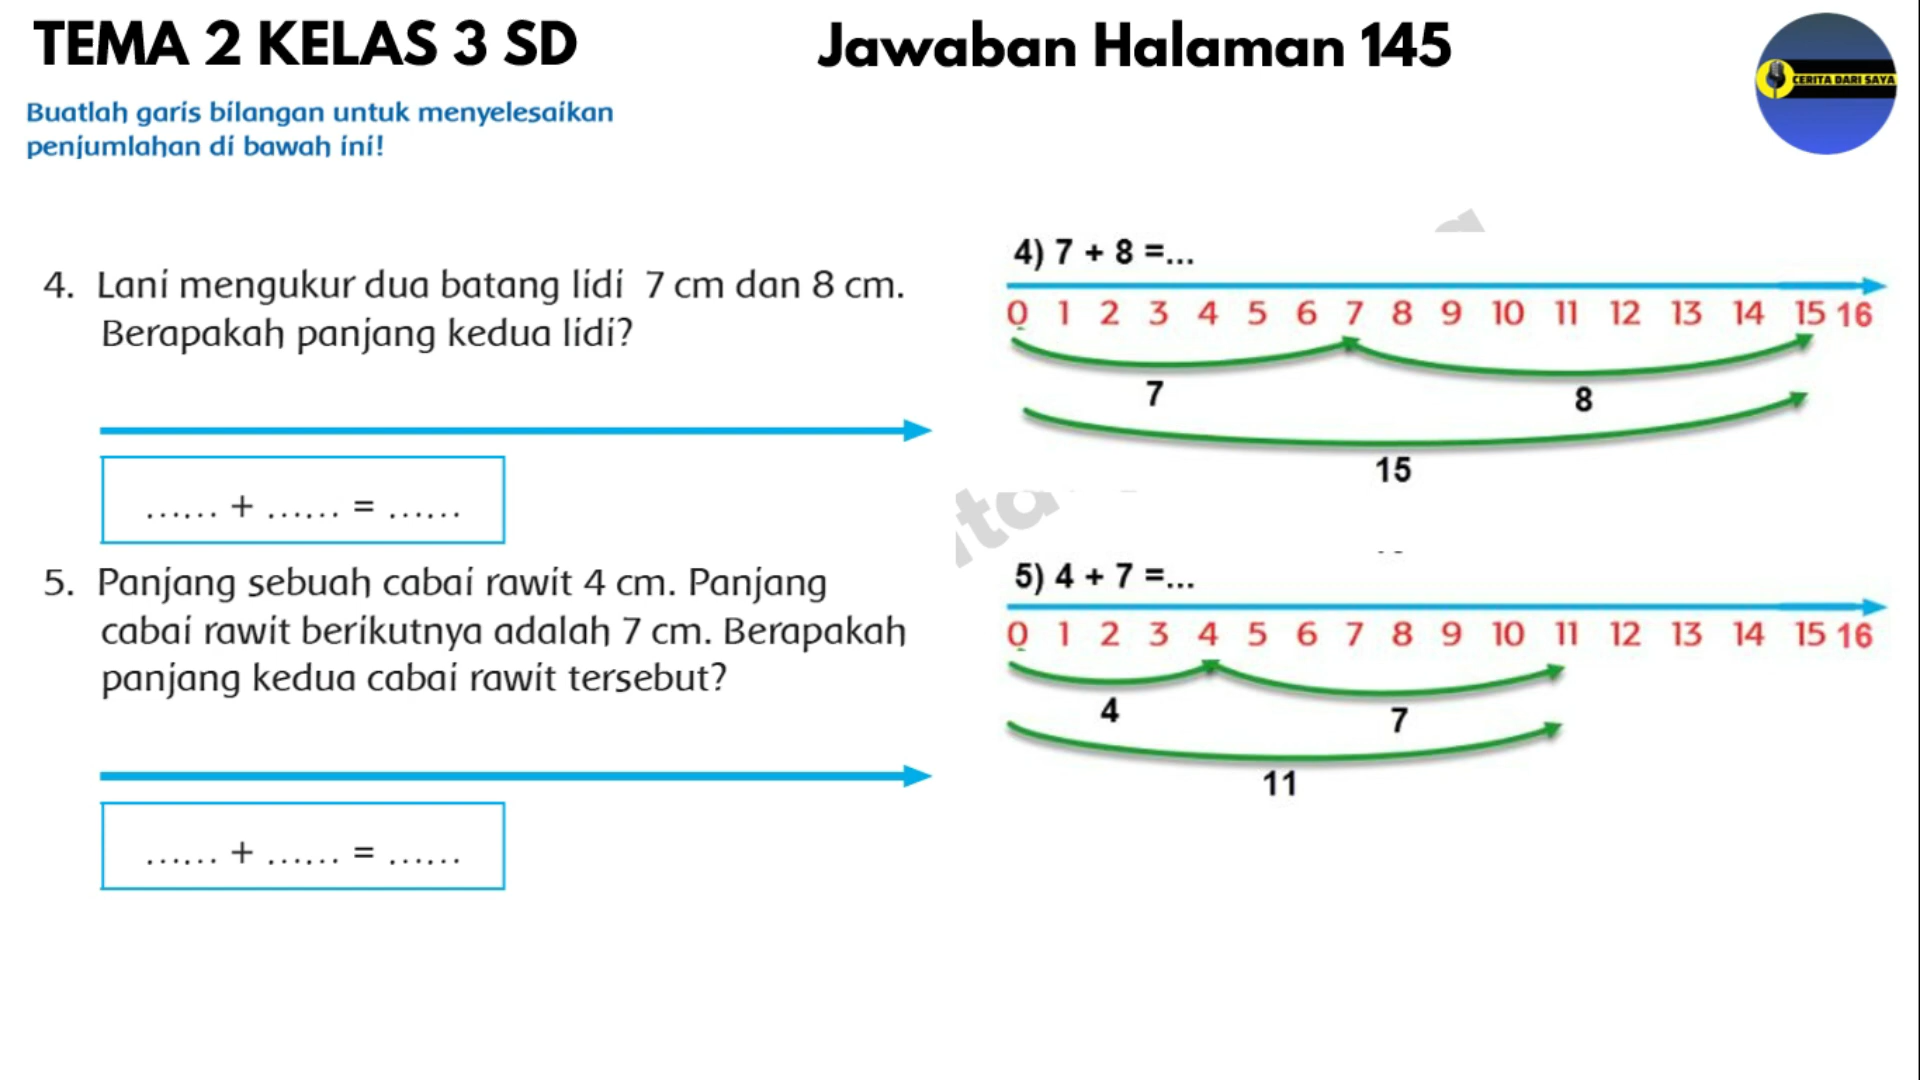 TEMA 2 KELAS 3 SD
Jawaban Halaman 145
CERITA DARI SAYA
Buatlah garis bilangan untuk menyelesaikan
penjumlahan di bawah ini!
4. Lani mengukur dua batang lidi 7 cm dan 8 cm.
Berapakah panjang kedua lidi?
...... + ...... = ......
5. Panjang sebuah cabai rawit 4 cm. Panjang
cabai rawit berikutnya adalah 7 cm. Berapakah
panjang kedua cabai rawit tersebut?
...... + ...... = ......
4) 7 + 8 =...
0 1 2 3 4 5 6 7 8 9 10 11 12 13 14 15 16
7
8
15
5) 4 + 7 =...
0 1 2 3 4 5 6 7 8 9 10 11 12 13 14 15 16
4
7
11